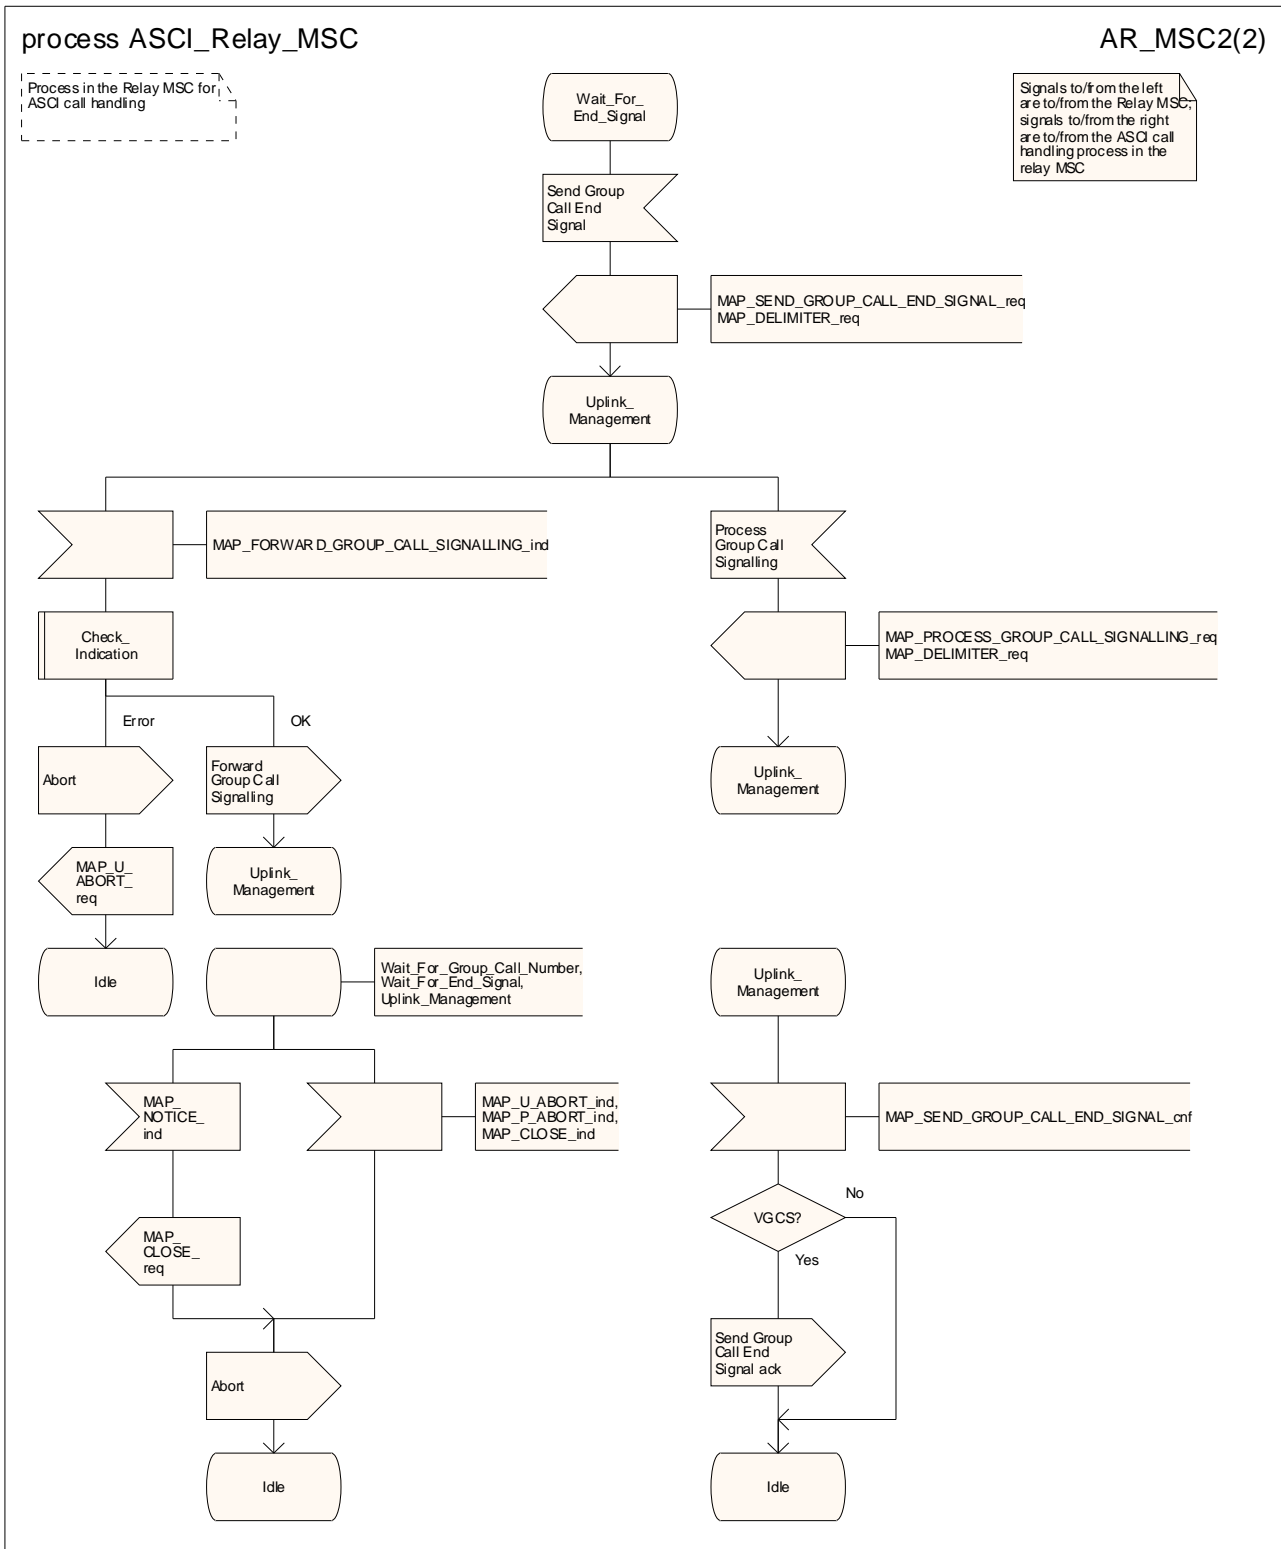 process ASCI_Relay_MSC
AR_MSC2(2)
Process in the Relay MSC for
ASCI call handling
Wait_For_
End_Signal
Signals to/from the left
are to/from the Relay MSC;
signals to/from the right
are to/from the ASCI call
handling process in the
relay MSC
Send Group
Call End
Signal
MAP_SEND_GROUP_CALL_END_SIGNAL_req
MAP_DELIMITER_req
Uplink_
Management
MAP_FORWARD_GROUP_CALL_SIGNALLING_ind
Process
Group Call
Signalling
Check_
Indication
MAP_PROCESS_GROUP_CALL_SIGNALLING_req
MAP_DELIMITER_req
Error
OK
Abort
Forward
Group Call
Signalling
Uplink_
Management
MAP_U_
ABORT_
req
Uplink_
Management
Idle
Wait_For_Group_Call_Number,
Wait_For_End_Signal,
Uplink_Management
Uplink_
Management
MAP_
NOTICE_
ind
MAP_U_ABORT_ind,
MAP_P_ABORT_ind,
MAP_CLOSE_ind
MAP_SEND_GROUP_CALL_END_SIGNAL_cnf
No
VGCS?
Yes
MAP_
CLOSE_
req
Send Group
Call End
Signal ack
Abort
Idle
Idle